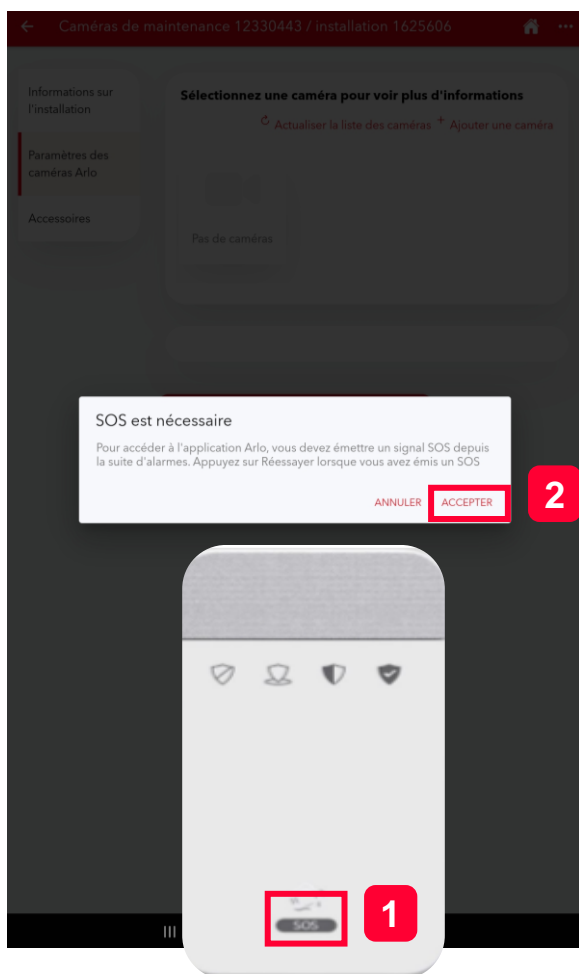 Caméras de maintenance 12330443 / installation 1625606
Informations sur
l'installation
Paramètres des
caméras Arlo
Accessoires
Sélectionnez une caméra pour voir plus d'informations
Actualiser la liste des caméras + Ajouter une caméra
Pas de caméras
SOS est nécessaire
Pour accéder à l'application Arlo, vous devez émettre un signal SOS depuis
la suite d'alarmes. Appuyez sur Réessayer lorsque vous avez émis un SOS
ANNULER ACCEPTER
2
SOS
1